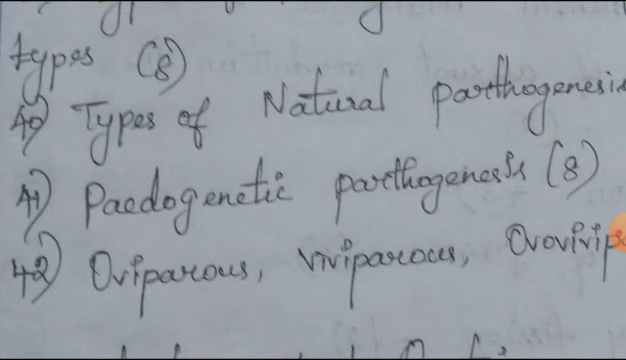 types (8)
40) Types of Natural parthogenesis
41) Paedogenetic parthogenesis (8)
42) Oviparous, viviparous, Ovovivip